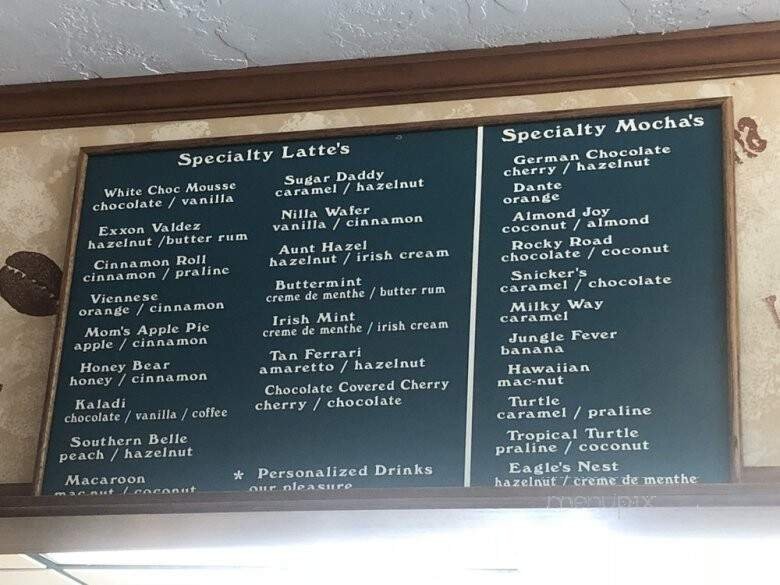 Specialty Latte's
White Choc Mousse
chocolate / vanilla
Exxon Valdez
hazelnut /butter rum
Cinnamon Roll
cinnamon / praline
Viennese
orange / cinnamon
Mom's Apple Pie
apple / cinnamon
Honey Bear
honey / cinnamon
Kaladi
chocolate / vanilla / coffee
Southern Belle
peach / hazelnut
Macaroon
mac-nut / coconut
Sugar Daddy
caramel / hazelnut
Nilla Wafer
vanilla / cinnamon
Aunt Hazel
hazelnut / irish cream
Buttermint
creme de menthe / butter rum
Irish Mint
creme de menthe / irish cream
Tan Ferrari
amaretto / hazelnut
Chocolate Covered Cherry
cherry / chocolate
* Personalized Drinks
our pleasure
Specialty Mocha's
German Chocolate
cherry / hazelnut
Dante
orange
Almond Joy
coconut / almond
Rocky Road
chocolate / coconut
Snicker's
caramel / chocolate
Milky Way
caramel
Jungle Fever
banana
Hawaiian
mac-nut
Turtle
caramel / praline
Tropical Turtle
praline / coconut
Eagle's Nest
hazelnut / creme de menthe
menupix